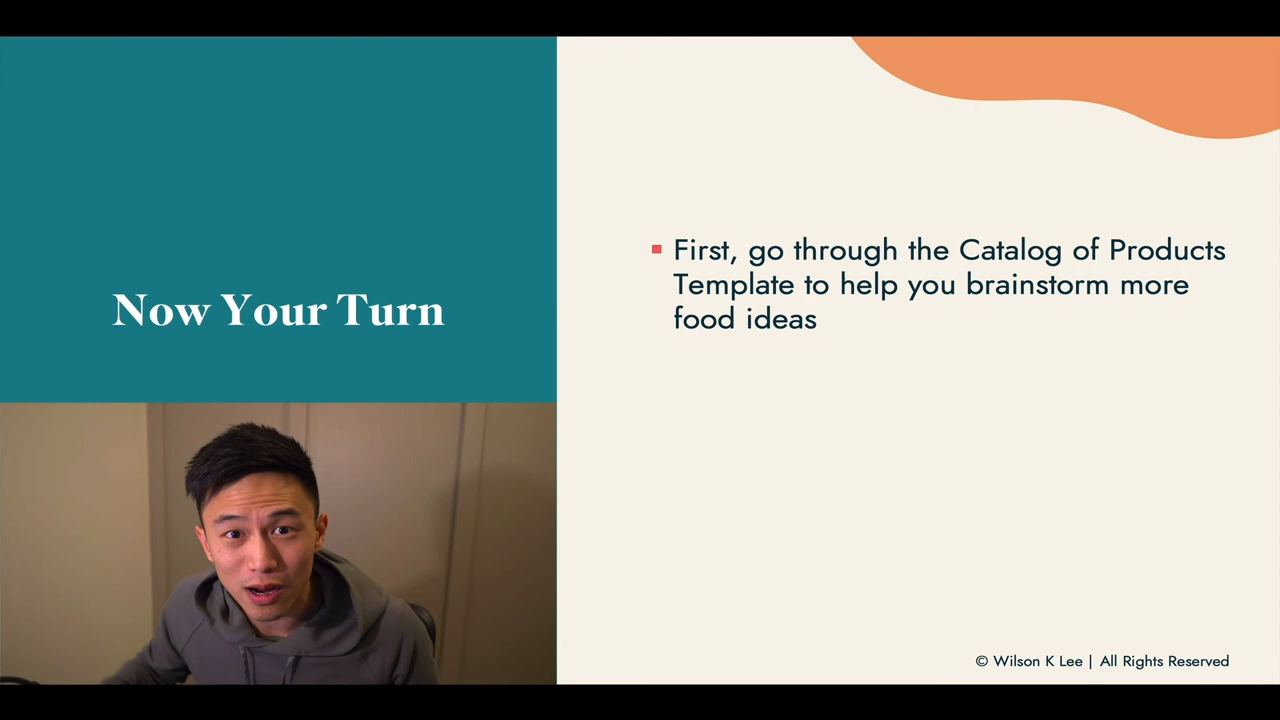 Now Your Turn
First, go through the Catalog of Products
Template to help you brainstorm more
food ideas
© Wilson K Lee | All Rights Reserved